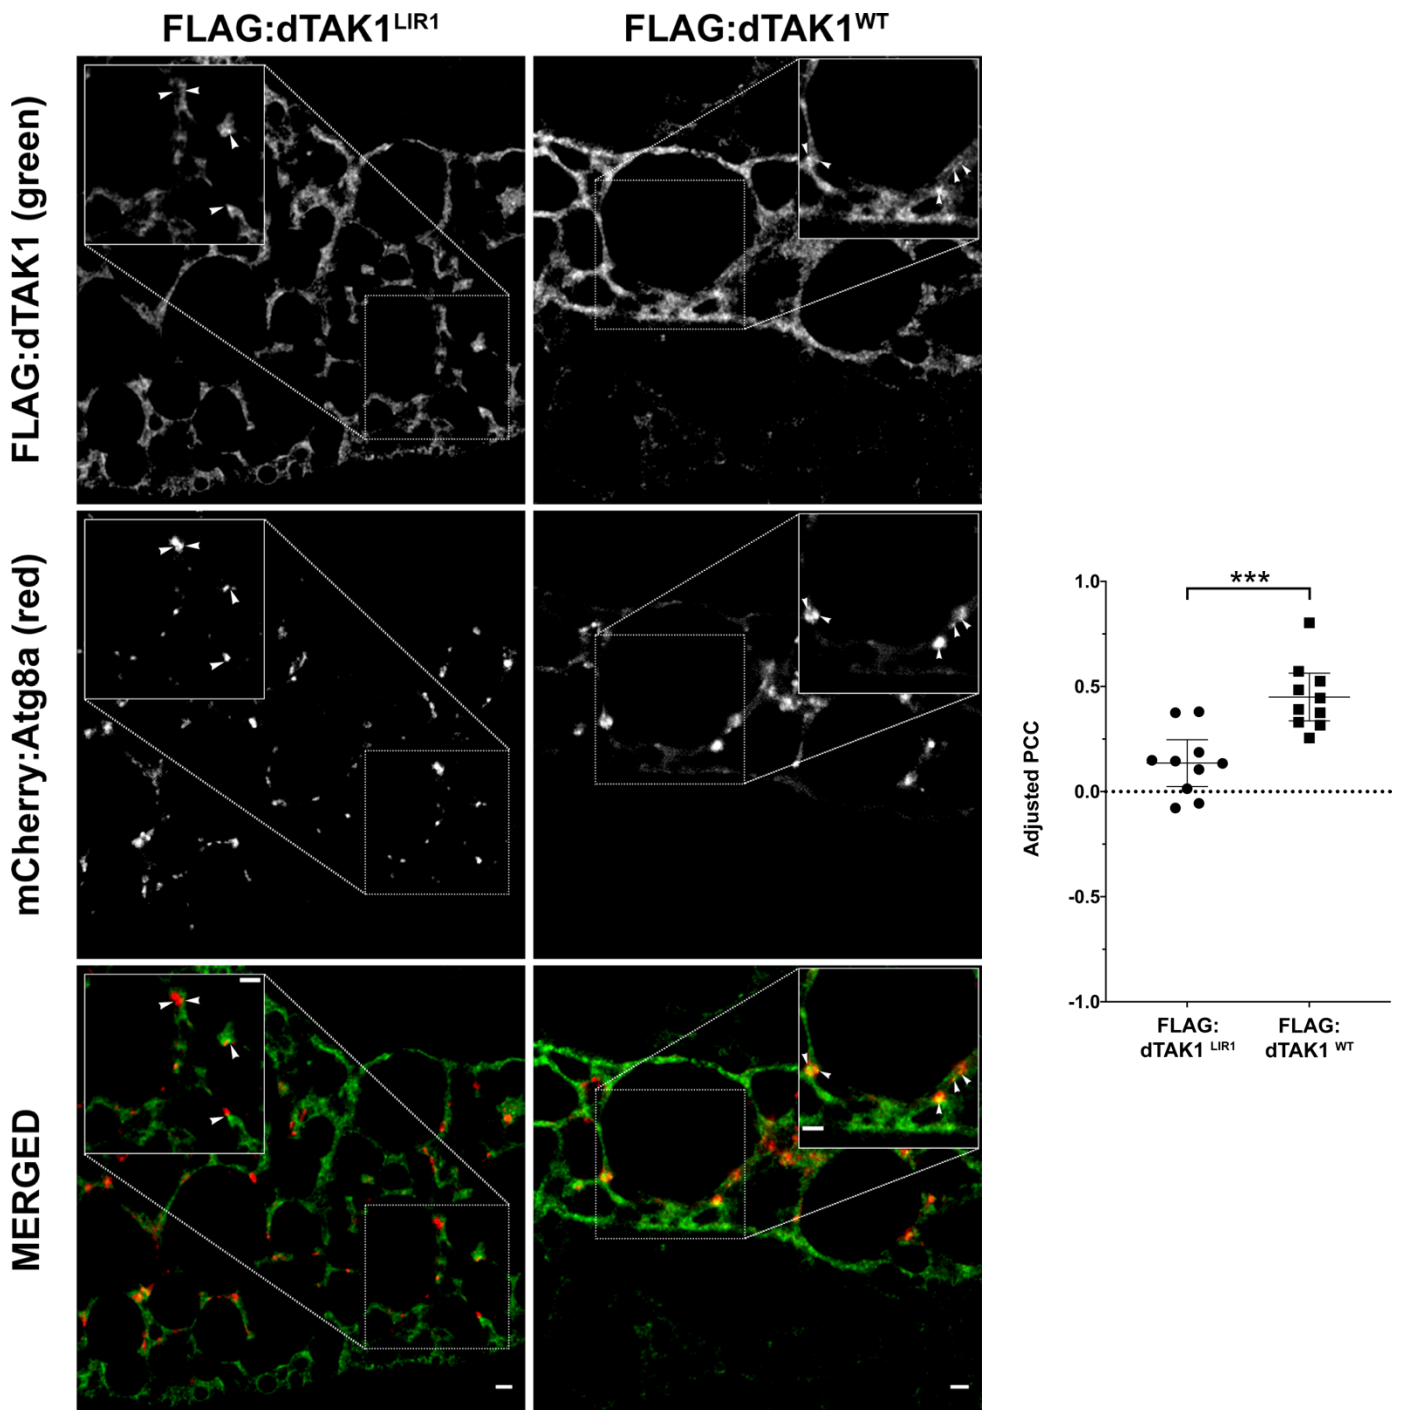 FLAG:dTAK1LIR1
FLAG:dTAK1WT
FLAG:dTAK1 (green)
mCherry:Atg8a (red)
MERGED
***
1.0
0.5
0.0
-0.5
-1.0
Adjusted PCC
FLAG:
dTAK1 LIR1
FLAG:
dTAK1 WT